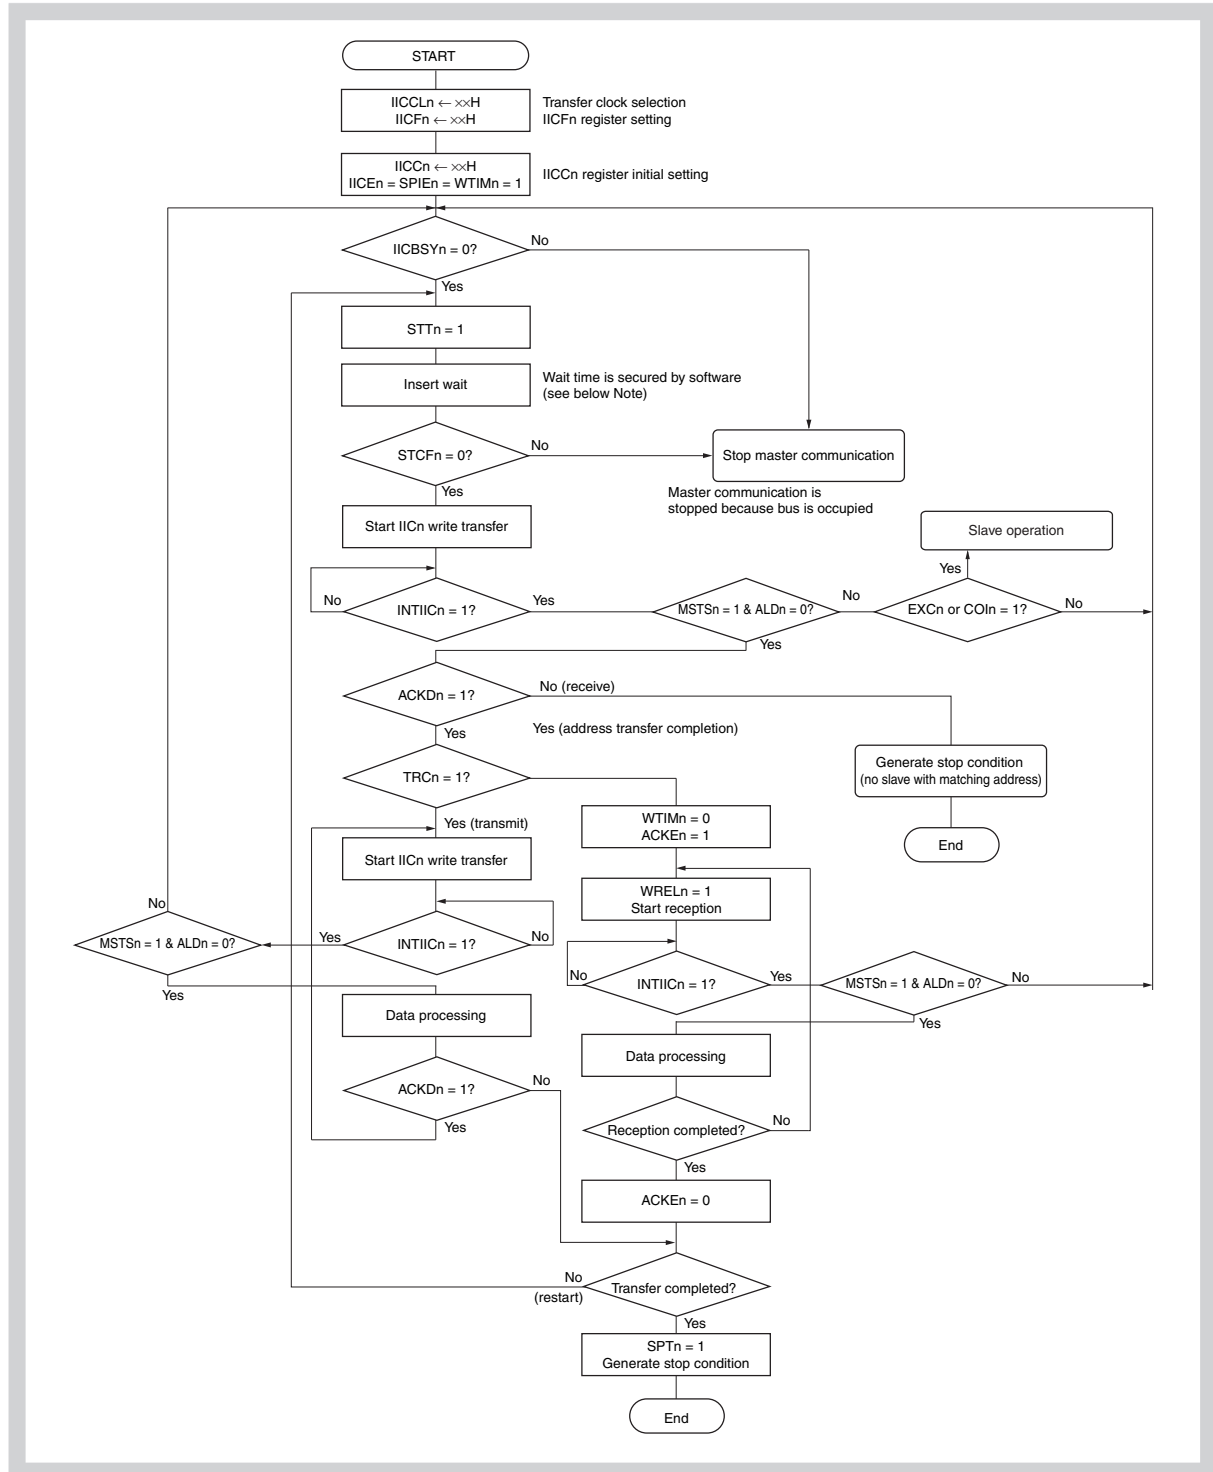 START
IICCLn ← ××H
IICFn ← ××H
Transfer clock selection
IICFn register setting
IICCn ← ××H
IICEn = SPIEn = WTIMn = 1
IICCn register initial setting
IICBSYn = 0?
No
Yes
STTn = 1
Insert wait
Wait time is secured by software
(see below Note)
STCFn = 0?
No
Stop master communication
Yes
Master communication is
stopped because bus is occupied
Start IICn write transfer
Slave operation
Yes
No
INTIICn = 1?
Yes
MSTSn = 1 & ALDn = 0?
No
EXCn or COIn = 1?
No
Yes
ACKDn = 1?
No (receive)
Yes
Yes (address transfer completion)
Generate stop condition
(no slave with matching address)
TRCn = 1?
WTIMn = 0
ACKEn = 1
Yes (transmit)
End
Start IICn write transfer
WRELn = 1
Start reception
No
MSTSn = 1 & ALDn = 0?
Yes
INTIICn = 1?
No
No
INTIICn = 1?
Yes
MSTSn = 1 & ALDn = 0?
No
Yes
Data processing
Yes
Data processing
ACKDn = 1?
No
Yes
Reception completed?
No
Yes
ACKEn = 0
No
(restart)
Transfer completed?
Yes
SPTn = 1
Generate stop condition
End